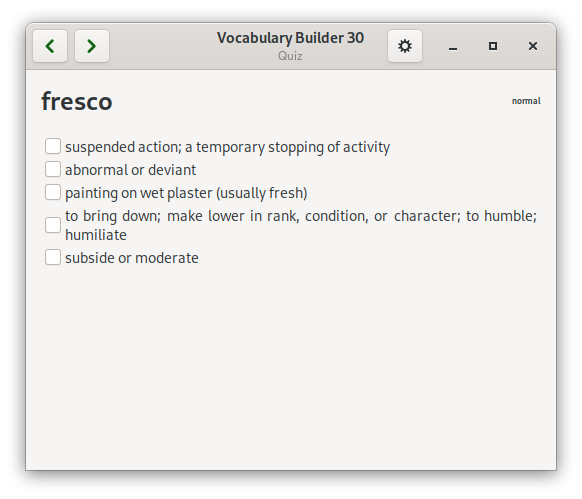 Vocabulary Builder 30
Quiz
fresco
normal
suspended action; a temporary stopping of activity
abnormal or deviant
painting on wet plaster (usually fresh)
to bring down; make lower in rank, condition, or character; to humble;
humiliate
subside or moderate